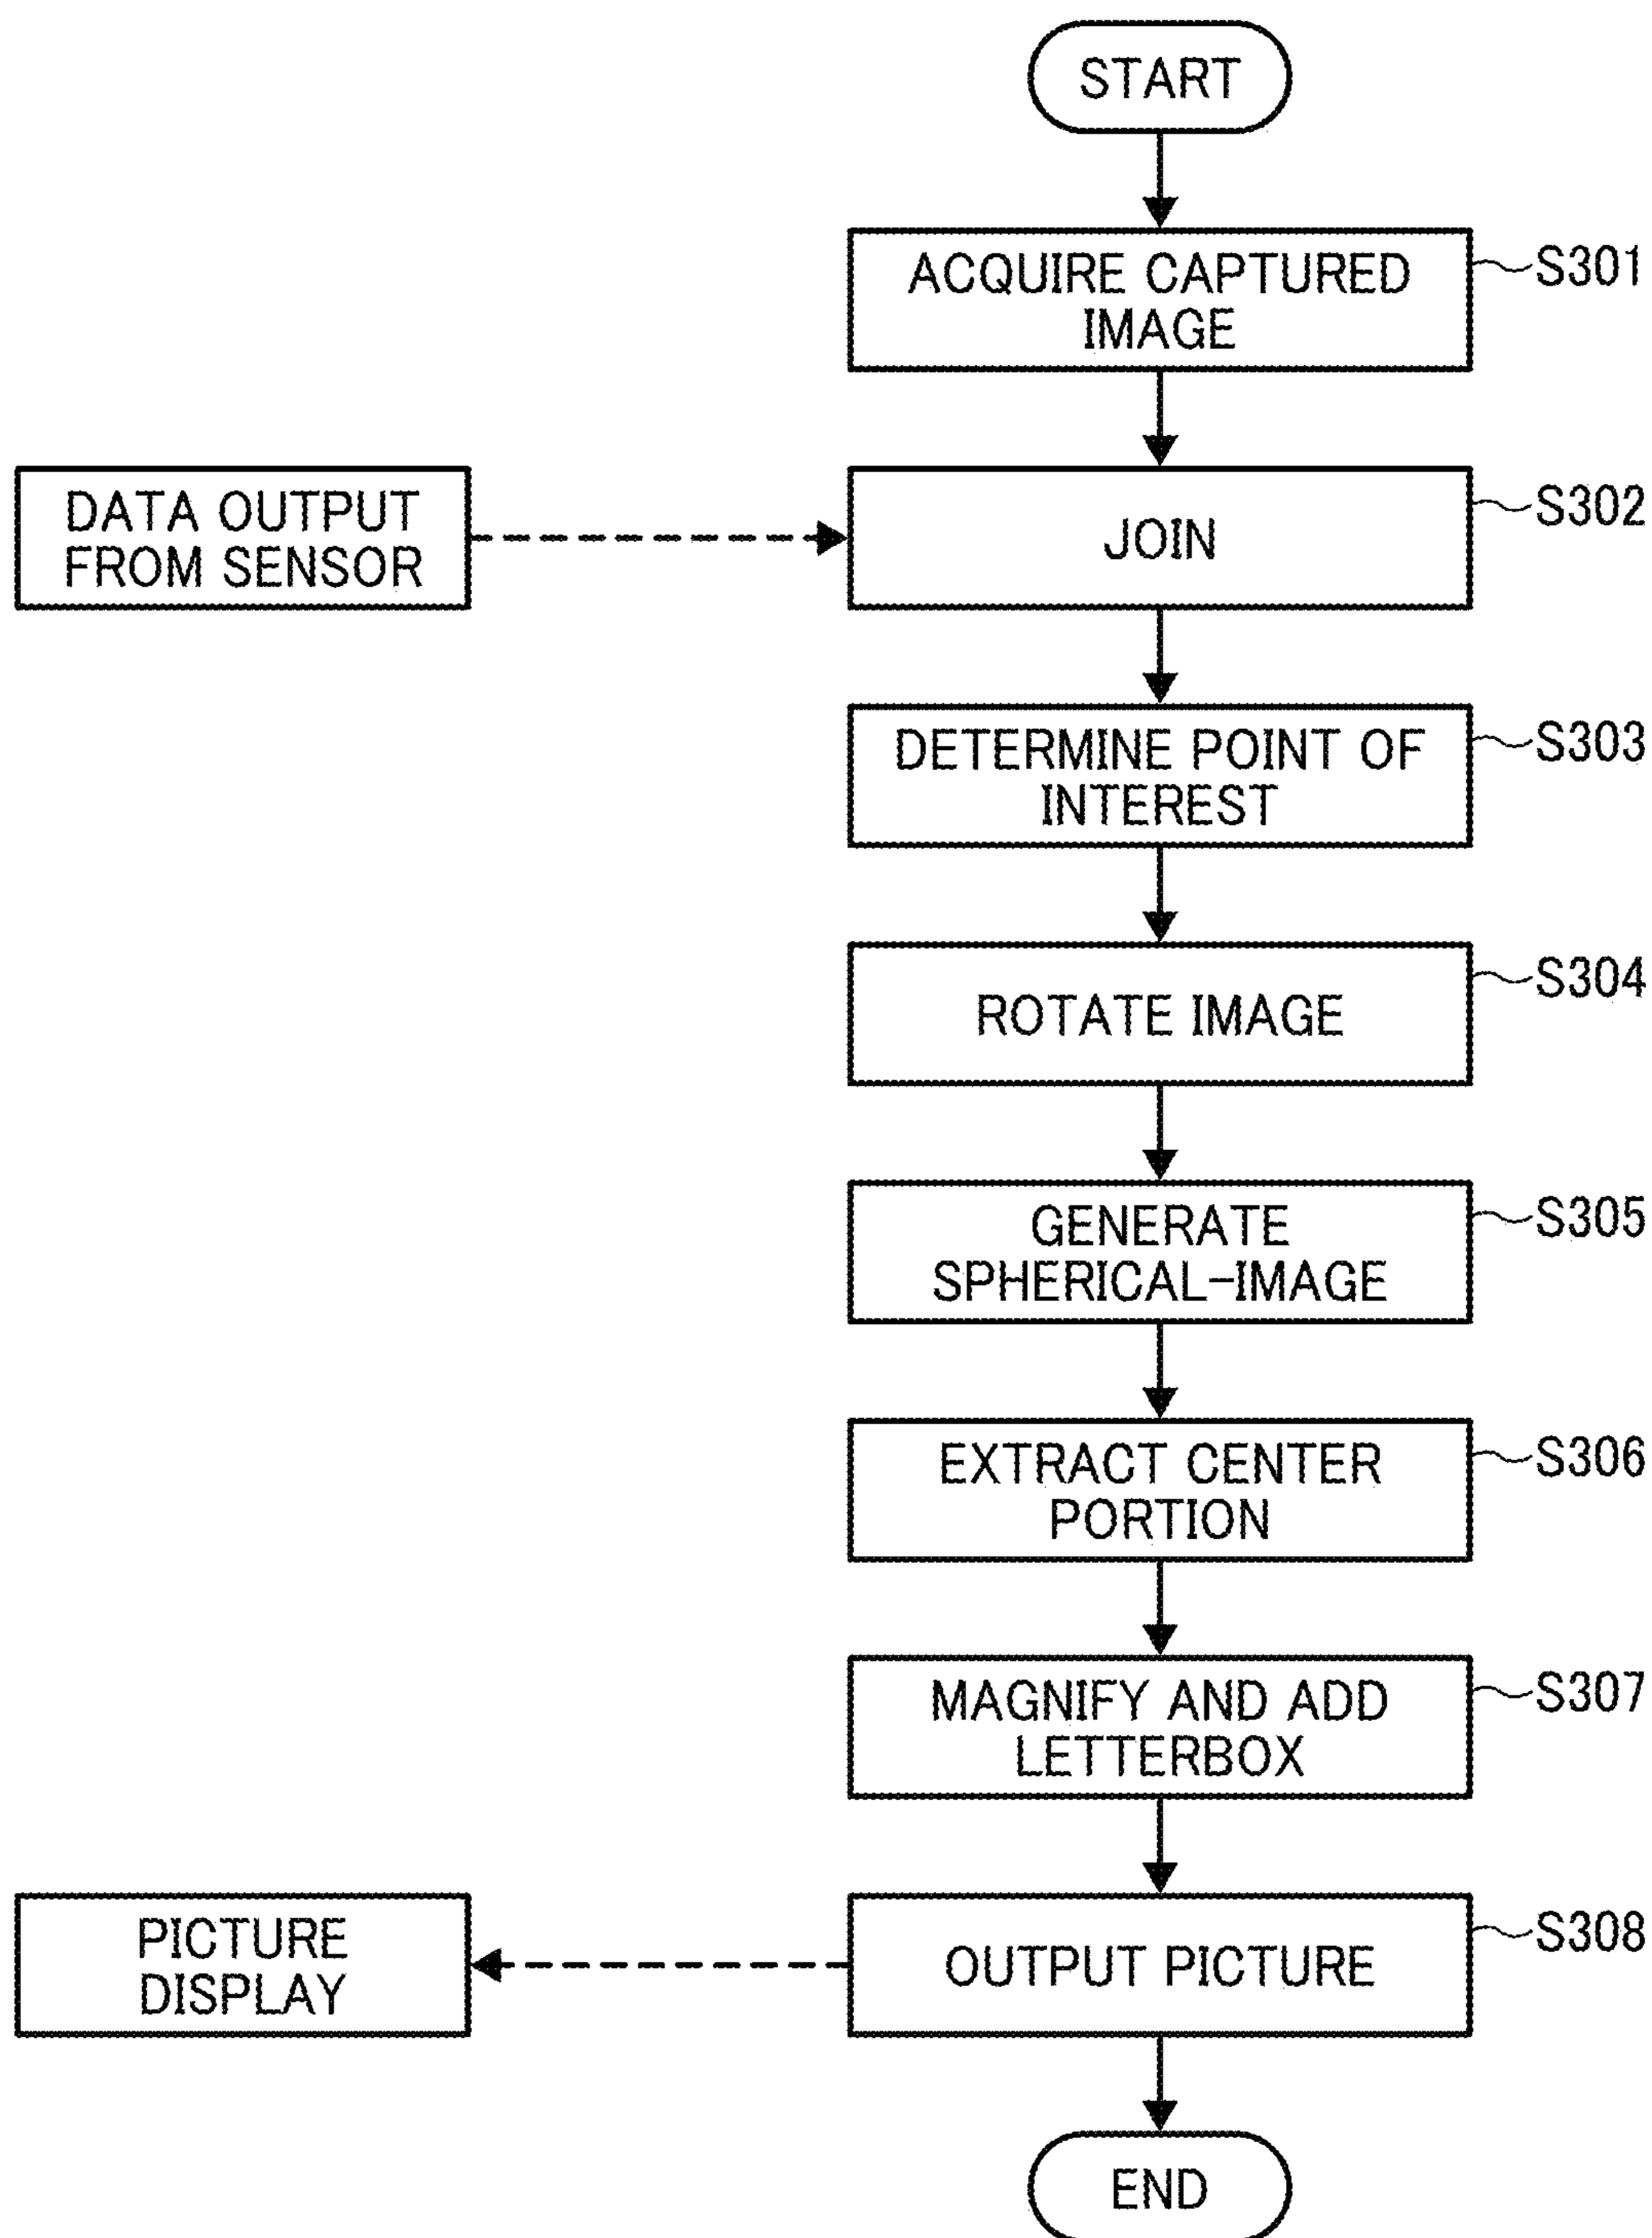 START
ACQUIRE CAPTURED
IMAGE
S301
DATA OUTPUT
FROM SENSOR
JOIN
S302
DETERMINE POINT OF
INTEREST
S303
ROTATE IMAGE
S304
GENERATE
SPHERICAL-IMAGE
S305
EXTRACT CENTER
PORTION
S306
MAGNIFY AND ADD
LETTERBOX
S307
PICTURE
DISPLAY
OUTPUT PICTURE
S308
END